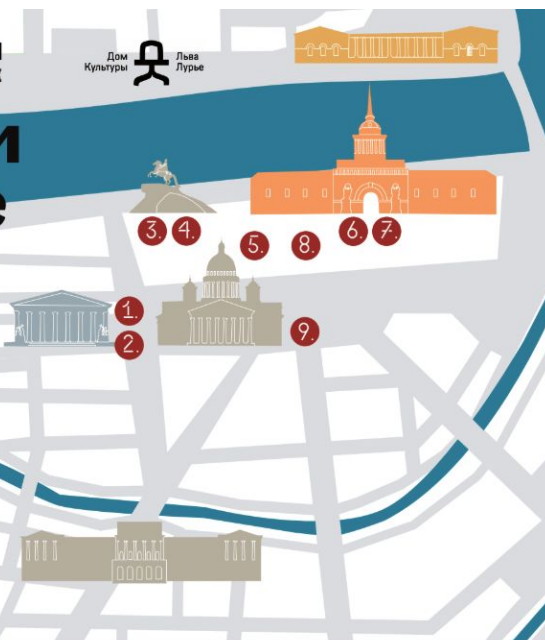 Дом
Культуры
Льва
Лурье
и
е
3.
4.
5.
8.
6.
7.
1.
2.
9.